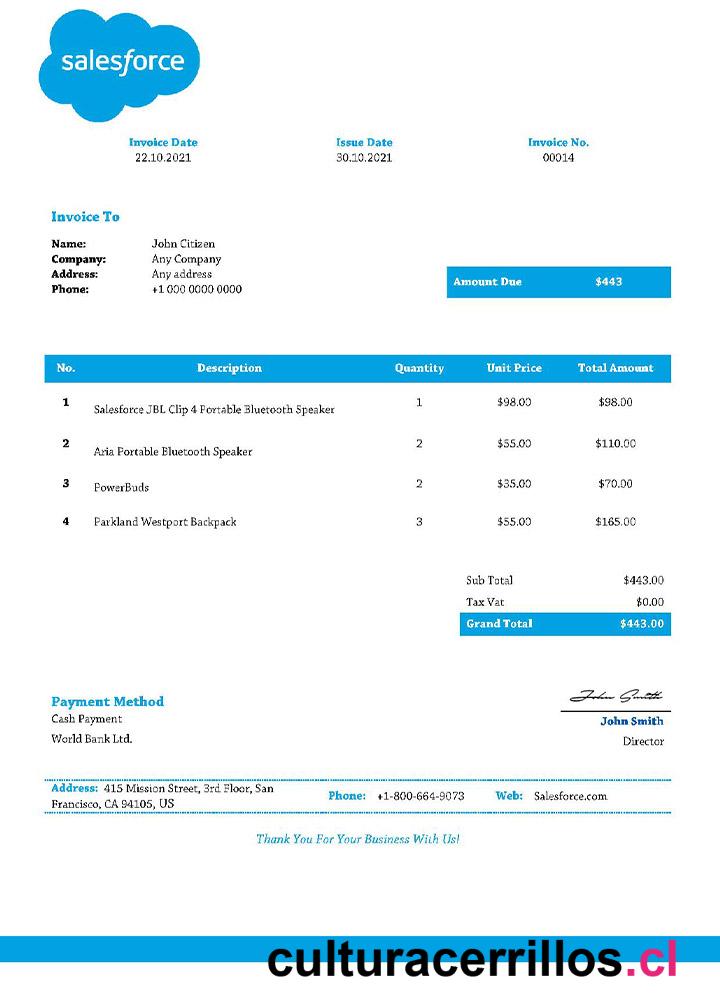 salesforce
Invoice Date Issue Date Invoice No.
22.10.2021 30.10.2021 00014
Invoice To
Name: John Citizen
Company: Any Company
Address: Any address
Phone: +1 000 0000 0000
Amount Due $443
No. Description Quantity Unit Price Total Amount
1 Salesforce JBL Clip 4 Portable Bluetooth Speaker 1 $98.00 $98.00
2 Aria Portable Bluetooth Speaker 2 $55.00 $110.00
3 PowerBuds 2 $35.00 $70.00
4 Parkland Westport Backpack 3 $55.00 $165.00
Sub Total $443.00
Tax Vat $0.00
Grand Total $443.00
Payment Method
Cash Payment
World Bank Ltd.
John Smith
John Smith
Director
Address: 415 Mission Street, 3rd Floor, San
Francisco, CA 94105, US
Phone: +1-800-664-9073 Web: Salesforce.com
Thank You For Your Business With Us!
culturacerrillos.cl